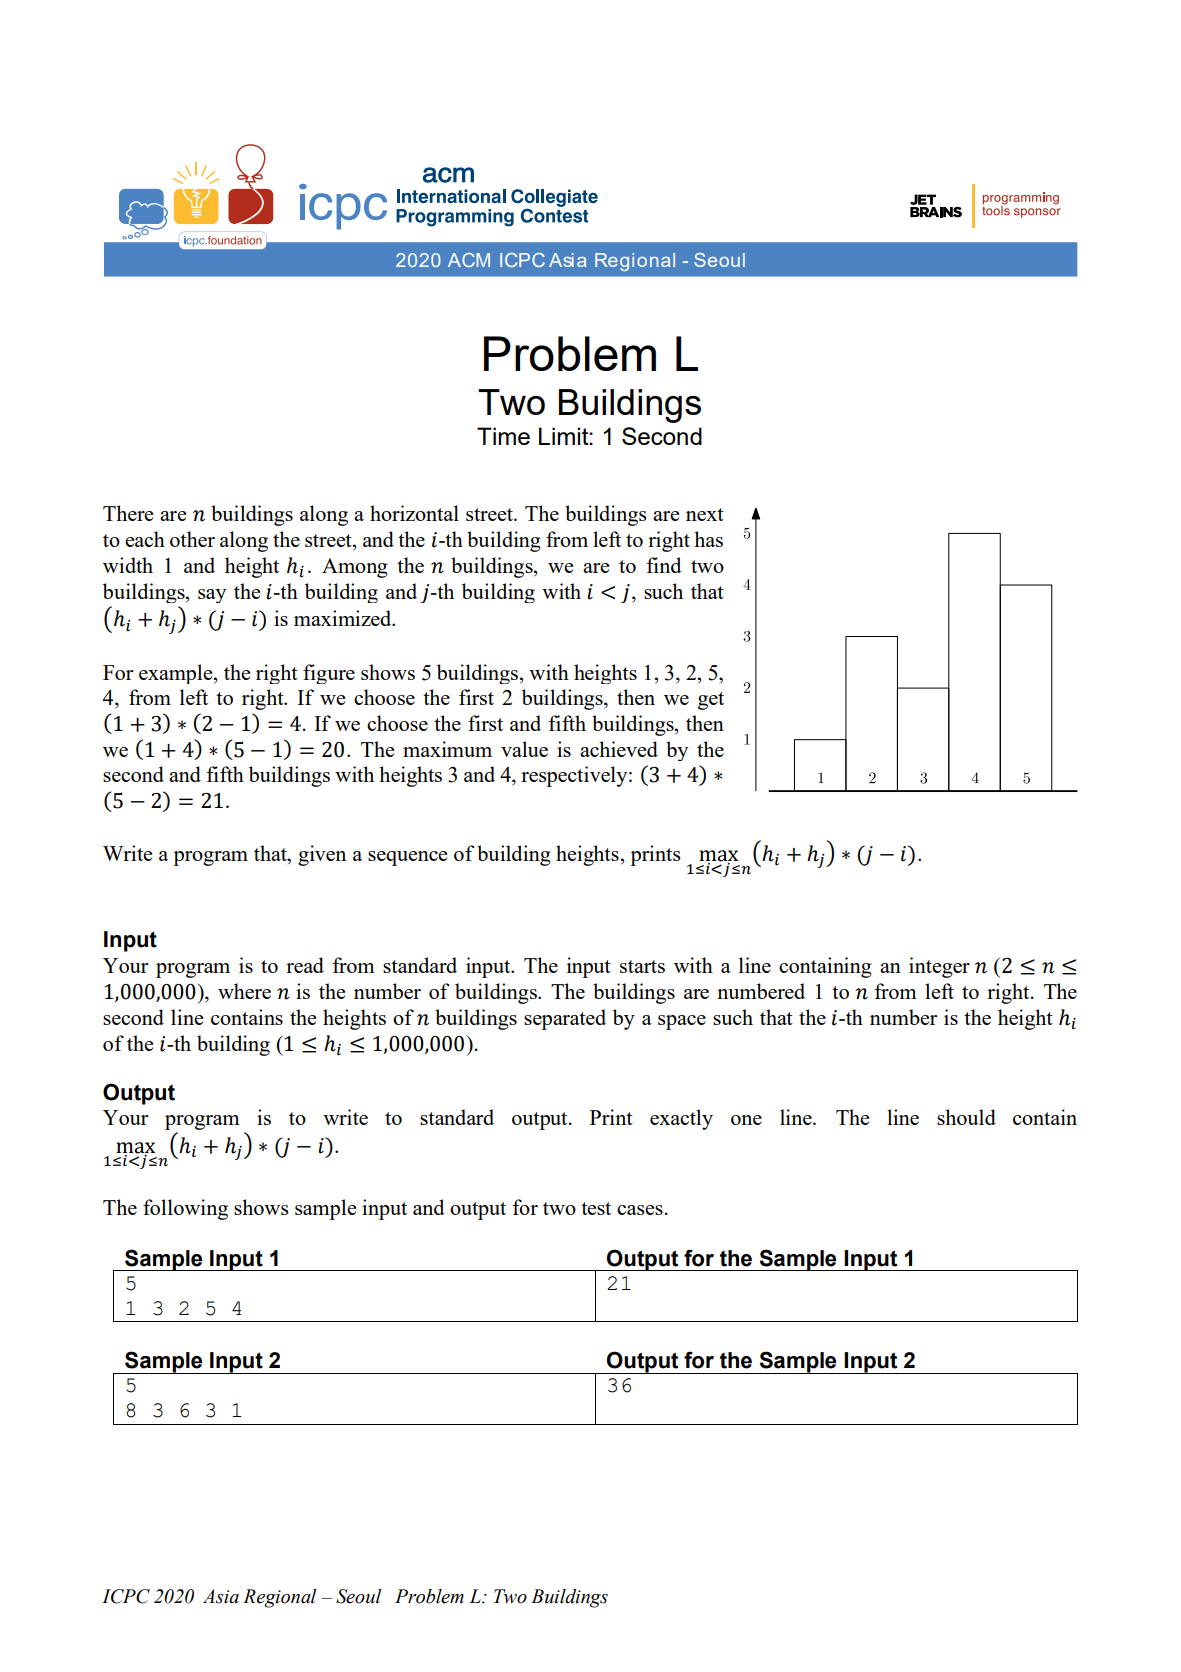 acm
icpc
International Collegiate
Programming Contest
icpc.foundation
JET
BRAINS
programming
tools sponsor
2020 ACM ICPC Asia Regional - Seoul
Problem L
Two Buildings
Time Limit: 1 Second
There are n buildings along a horizontal street. The buildings are next
to each other along the street, and the i-th building from left to right has
width 1 and height h_i. Among the n buildings, we are to find two
buildings, say the i-th building and j-th building with i < j, such that
(h_i + h_j) ∗ (j − i) is maximized.
For example, the right figure shows 5 buildings, with heights 1, 3, 2, 5,
4, from left to right. If we choose the first 2 buildings, then we get
(1 + 3) ∗ (2 − 1) = 4. If we choose the first and fifth buildings, then
we (1 + 4) ∗ (5 − 1) = 20. The maximum value is achieved by the
second and fifth buildings with heights 3 and 4, respectively: (3 + 4) ∗
(5 − 2) = 21.
5
4
3
2
1
1 2 3 4 5
Write a program that, given a sequence of building heights, prints max (h_i + h_j) ∗ (j − i).
1≤i<j≤n
Input
Your program is to read from standard input. The input starts with a line containing an integer n (2 ≤ n ≤
1,000,000), where n is the number of buildings. The buildings are numbered 1 to n from left to right. The
second line contains the heights of n buildings separated by a space such that the i-th number is the height h_i
of the i-th building (1 ≤ h_i ≤ 1,000,000).
Output
Your program is to write to standard output. Print exactly one line. The line should contain
max (h_i + h_j) ∗ (j − i).
1≤i<j≤n
The following shows sample input and output for two test cases.
Sample Input 1 Output for the Sample Input 1
5 21
1 3 2 5 4
Sample Input 2 Output for the Sample Input 2
5 36
8 3 6 3 1
ICPC 2020 Asia Regional – Seoul Problem L: Two Buildings